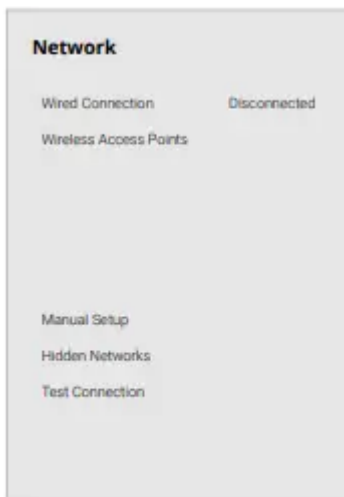 Network
Wired Connection Disconnected
Wireless Access Points
Manual Setup
Hidden Networks
Test Connection